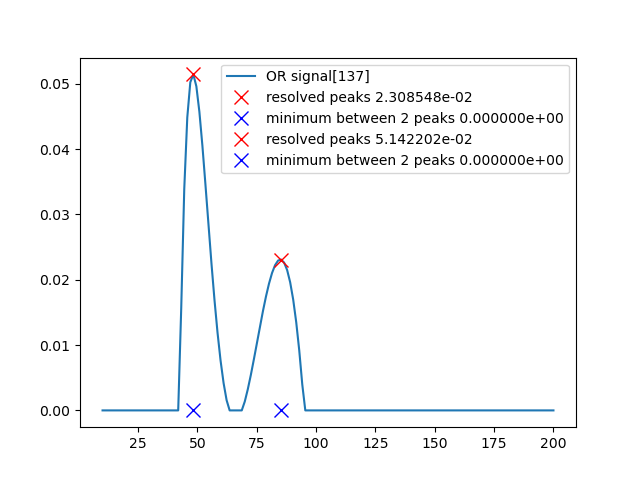 OR signal[137]
resolved peaks 2.308548e-02
minimum between 2 peaks 0.000000e+00
resolved peaks 5.142202e-02
minimum between 2 peaks 0.000000e+00
0.05
0.04
0.03
0.02
0.01
0.00
25 50 75 100 125 150 175 200